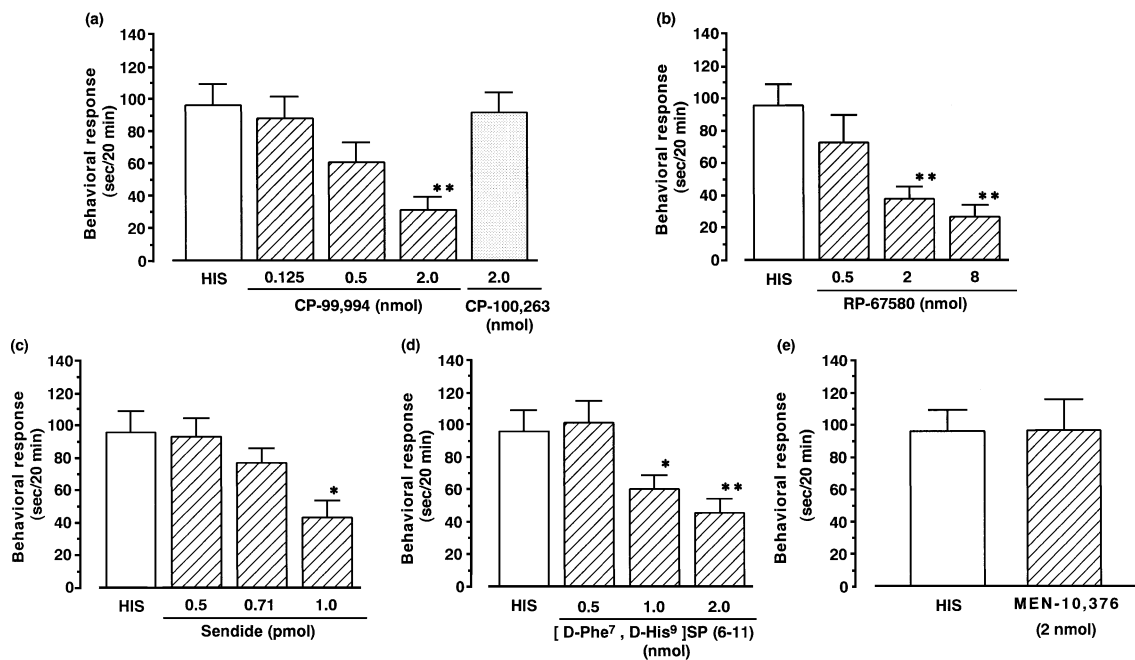 (a)
Behavioral response
(sec/20 min)
140
120
100
80
60
40
20
0
**
HIS
0.125
0.5
2.0
2.0
CP-99,994 (nmol)
CP-100,263
(nmol)
(b)
Behavioral response
(sec/20 min)
140
120
100
80
60
40
20
0
**
**
HIS
0.5
2
8
RP-67580 (nmol)
(c)
Behavioral response
(sec/20 min)
140
120
100
80
60
40
20
0
*
HIS
0.5
0.71
1.0
Sendide (pmol)
(d)
Behavioral response
(sec/20 min)
140
120
100
80
60
40
20
0
*
**
HIS
0.5
1.0
2.0
[ D-Phe⁷ , D-His⁹ ]SP (6-11)
(nmol)
(e)
Behavioral response
(sec/20 min)
140
120
100
80
60
40
20
0
HIS
MEN-10,376
(2 nmol)